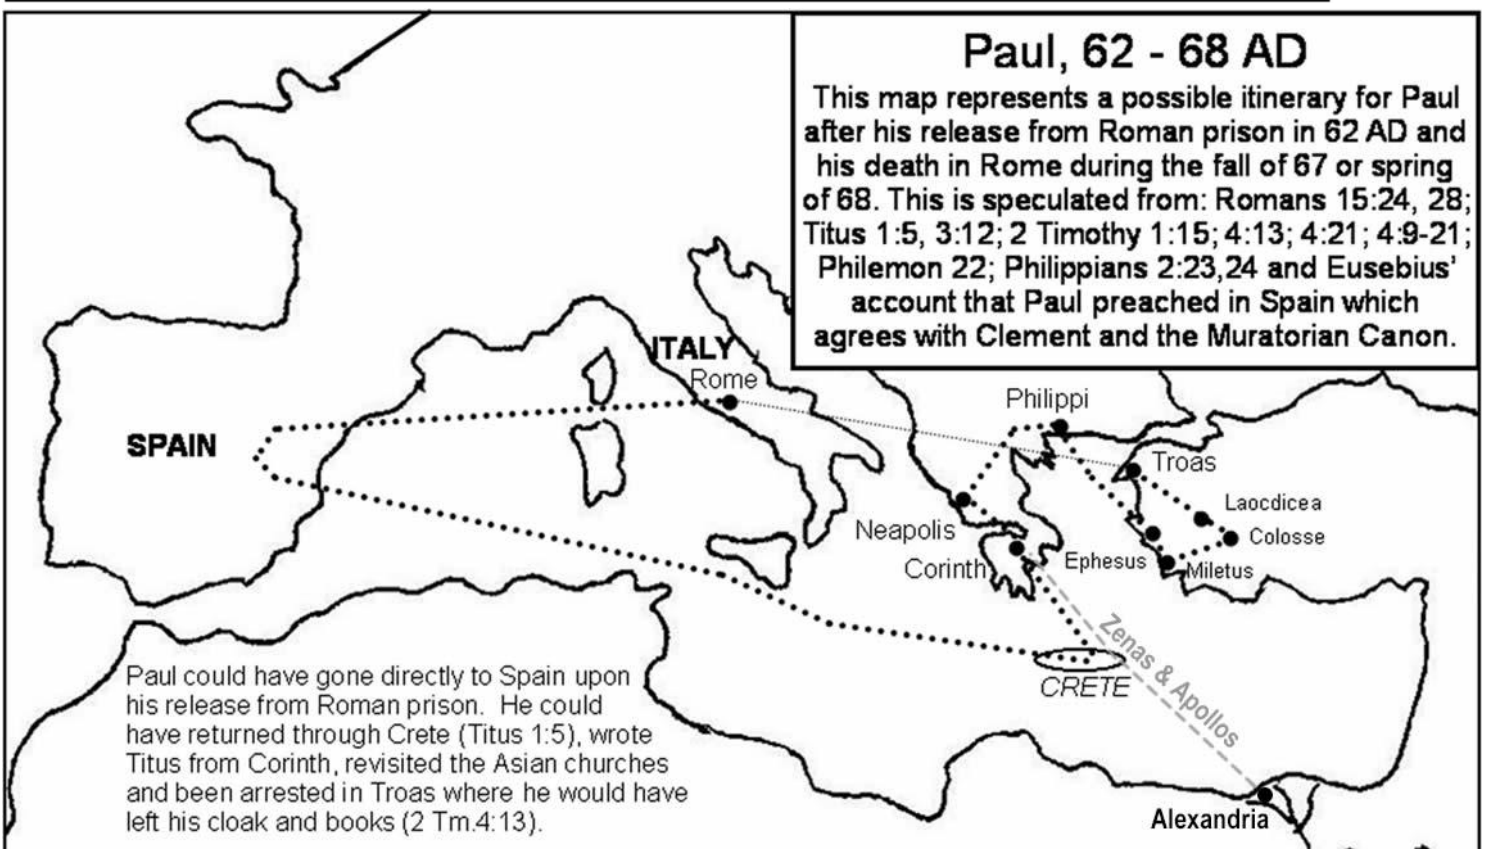 Paul, 62 - 68 AD
This map represents a possible itinerary for Paul
after his release from Roman prison in 62 AD and
his death in Rome during the fall of 67 or spring
of 68. This is speculated from: Romans 15:24, 28;
Titus 1:5, 3:12; 2 Timothy 1:15; 4:13; 4:21; 4:9-21;
Philemon 22; Philippians 2:23,24 and Eusebius'
account that Paul preached in Spain which
agrees with Clement and the Muratorian Canon.
ITALY
Rome
Philippi
SPAIN
Troas
Laocdicea
Neapolis
Colosse
Corinth
Ephesus
Miletus
Zenas & Apollos
CRETE
Paul could have gone directly to Spain upon
his release from Roman prison. He could
have returned through Crete (Titus 1:5), wrote
Titus from Corinth, revisited the Asian churches
and been arrested in Troas where he would have
left his cloak and books (2 Tm.4:13).
Alexandria